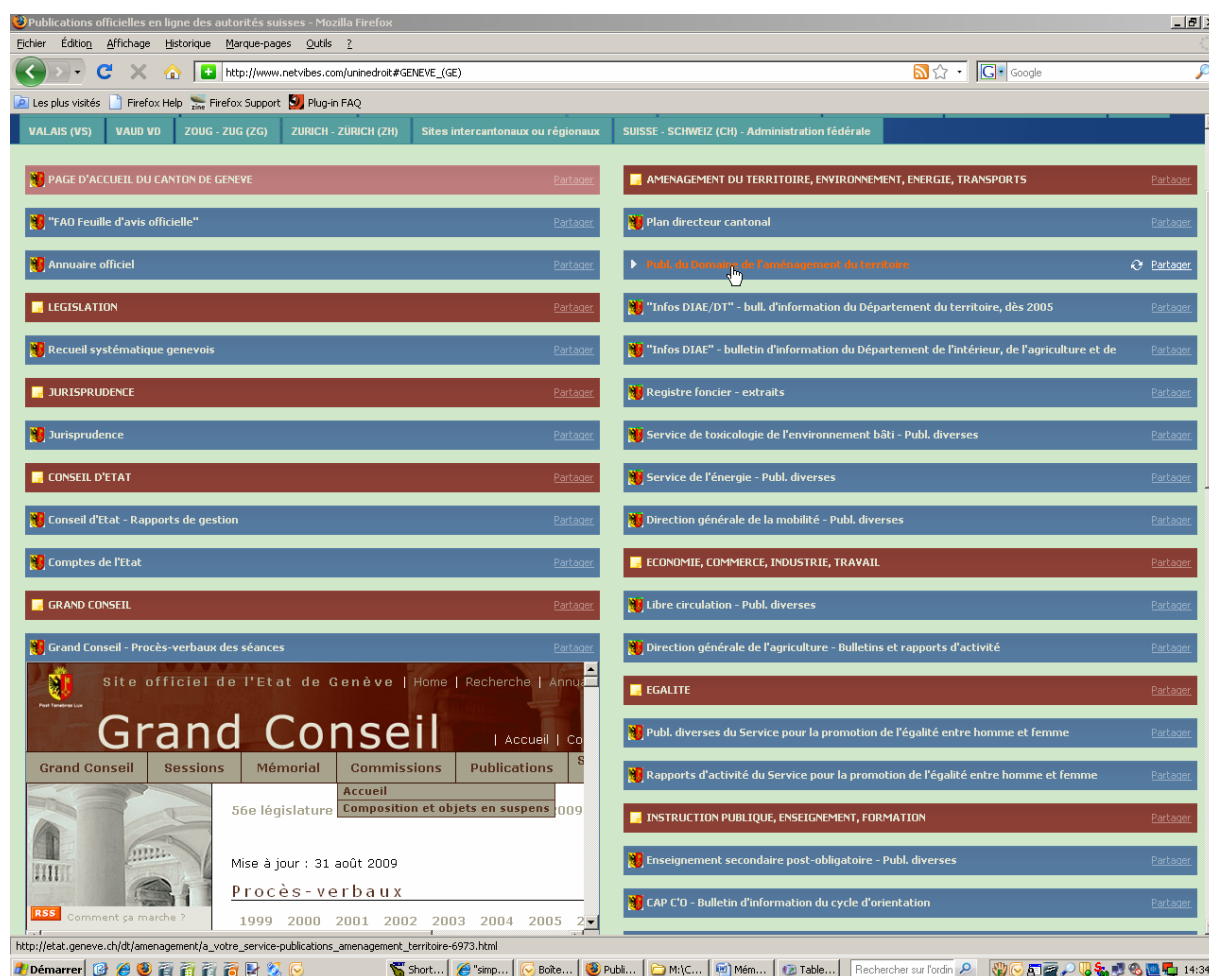 Publications officielles en ligne des autorités suisses - Mozilla Firefox
Fichier Édition Affichage Historique Marque-pages Outils ?
http://www.netvibes.com/uninedroit#GENEVE_(GE)
Google
Les plus visités Firefox Help Firefox Support Plug-in FAQ
VALAIS (VS) VAUD VD ZOUG - ZUG (ZG) ZURICH - ZÜRICH (ZH) Sites intercantonaux ou régionaux SUISSE - SCHWEIZ (CH) - Administration fédérale
PAGE D'ACCUEIL DU CANTON DE GENEVE Partager
"FAO Feuille d'avis officielle" Partager
Annuaire officiel Partager
LEGISLATION Partager
Recueil systématique genevois Partager
JURISPRUDENCE Partager
Jurisprudence Partager
CONSEIL D'ETAT Partager
Conseil d'Etat - Rapports de gestion Partager
Comptes de l'Etat Partager
GRAND CONSEIL Partager
Grand Conseil - Procès-verbaux des séances Partager
Site officiel de l'Etat de Genève | Home | Recherche | Annua
Post Tenebras Lux
Grand Conseil
| Accueil | Co
Grand Conseil Sessions Mémorial Commissions Publications S
Accueil
Composition et objets en suspens
56e législature 009
Mise à jour : 31 août 2009
Procès-verbaux
RSS Comment ça marche ?
1999 2000 2001 2002 2003 2004 2005 2
AMENAGEMENT DU TERRITOIRE, ENVIRONNEMENT, ENERGIE, TRANSPORTS Partager
Plan directeur cantonal Partager
Publ. du Domaine de l'aménagement du territoire Partager
"Infos DIAE/DT" - bull. d'information du Département du territoire, dès 2005 Partager
"Infos DIAE" - bulletin d'information du Département de l'intérieur, de l'agriculture et de Partager
Registre foncier - extraits Partager
Service de toxicologie de l'environnement bâti - Publ. diverses Partager
Service de l'énergie - Publ. diverses Partager
Direction générale de la mobilité - Publ. diverses Partager
ECONOMIE, COMMERCE, INDUSTRIE, TRAVAIL Partager
Libre circulation - Publ. diverses Partager
Direction générale de l'agriculture - Bulletins et rapports d'activité Partager
EGALITE Partager
Publ. diverses du Service pour la promotion de l'égalité entre homme et femme Partager
Rapports d'activité du Service pour la promotion de l'égalité entre homme et femme Partager
INSTRUCTION PUBLIQUE, ENSEIGNEMENT, FORMATION Partager
Enseignement secondaire post-obligatoire - Publ. diverses Partager
CAP C'O - Bulletin d'information du cycle d'orientation Partager
http://etat.geneve.ch/dt/amenagement/a_votre_service-publications_amenagement_territoire-6973.html
Démarrer Short... "simp... Boîte... Publi... M:\C... Mém... Table... Rechercher sur l'ordin 14:34